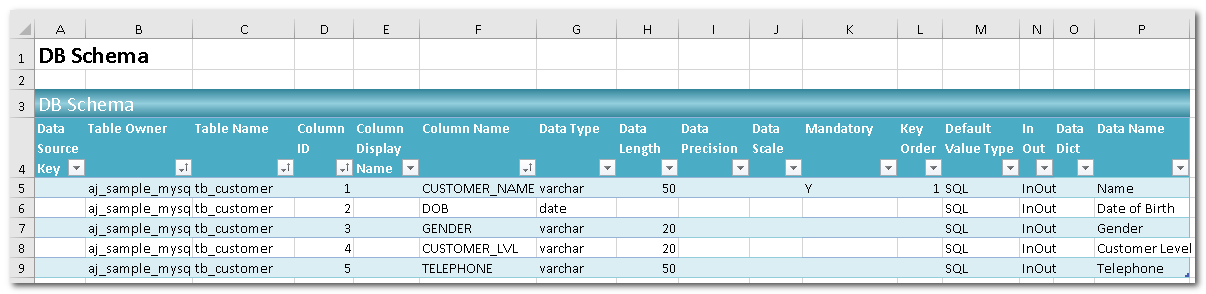 A B C D E F G H I J K L M N O P
1 DB Schema
2
3 DB Schema
4 Data Source Key Table Owner Table Name Column ID Column Display Name Column Name Data Type Data Length Data Precision Data Scale Mandatory Key Order Default Value Type In Out Data Dict Data Name
5 aj_sample_mysq tb_customer 1 CUSTOMER_NAME varchar 50 Y 1 SQL InOut Name
6 aj_sample_mysq tb_customer 2 DOB date SQL InOut Date of Birth
7 aj_sample_mysq tb_customer 3 GENDER varchar 20 SQL InOut Gender
8 aj_sample_mysq tb_customer 4 CUSTOMER_LVL varchar 20 SQL InOut Customer Level
9 aj_sample_mysq tb_customer 5 TELEPHONE varchar 50 SQL InOut Telephone